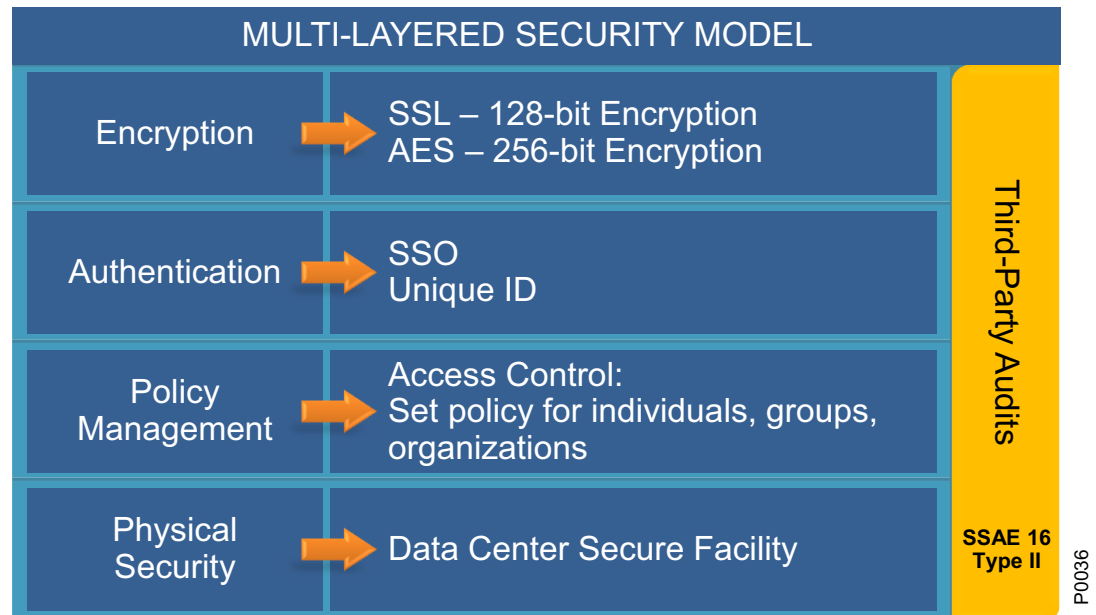 MULTI-LAYERED SECURITY MODEL
Encryption
SSL – 128-bit Encryption
AES – 256-bit Encryption
Authentication
SSO
Unique ID
Policy
Management
Access Control:
Set policy for individuals, groups,
organizations
Physical
Security
Data Center Secure Facility
Third-Party Audits
SSAE 16
Type II
P0036